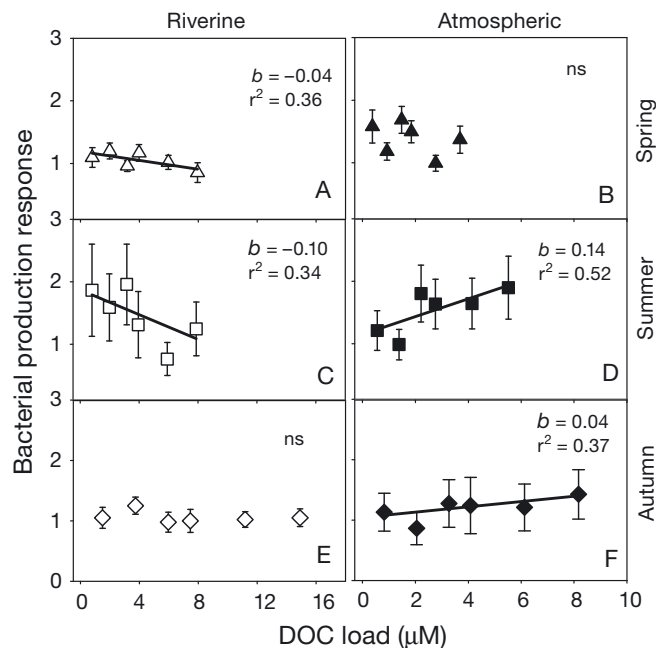 Riverine
Atmospheric
Bacterial production response
3
2
1
b = −0.04
r² = 0.36
A
ns
B
Spring
3
2
1
b = −0.10
r² = 0.34
C
b = 0.14
r² = 0.52
D
Summer
3
2
1
0
ns
E
b = 0.04
r² = 0.37
F
Autumn
0 4 8 12 16
0 2 4 6 8 10
DOC load (μM)